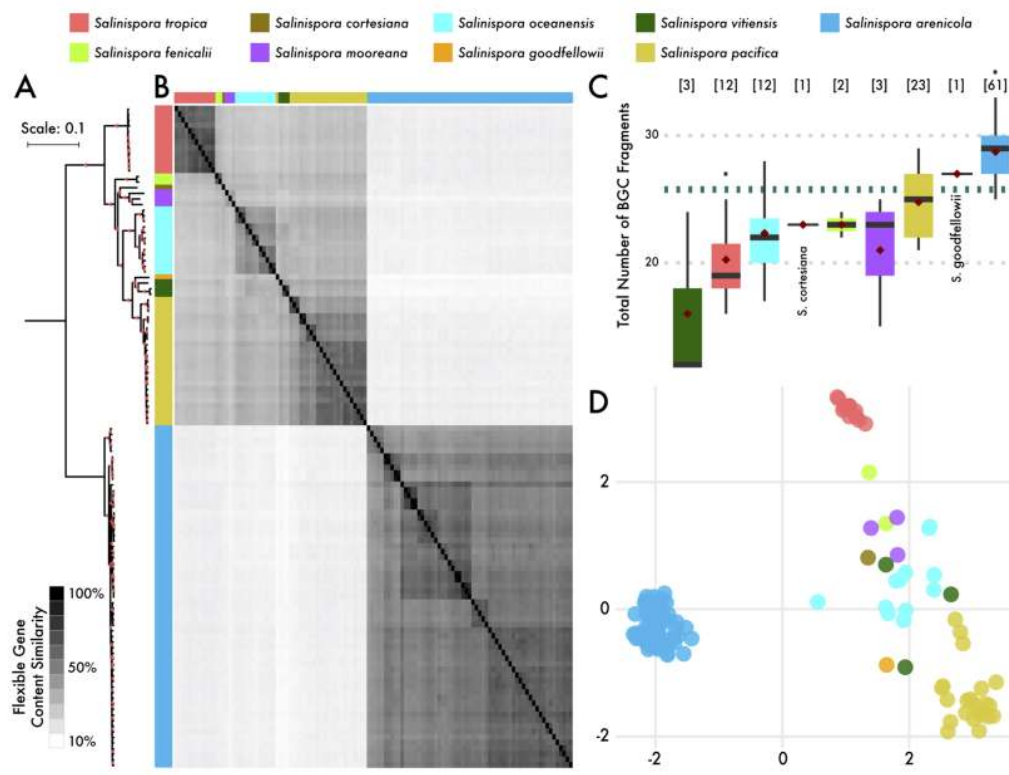 Salinispora tropica
Salinispora cortesiana
Salinispora oceanensis
Salinispora vitiensis
Salinispora arenicola
Salinispora fenicalii
Salinispora mooreana
Salinispora goodfellowii
Salinispora pacifica
A
Scale: 0.1
B
C
[3] [12] [12] [1] [2] [3] [23] [1] [61]
Total Number of BGC Fragments
30
20
S. cortesiana
S. goodfellowii
D
2
0
-2
-2 0 2
Flexible Gene
Content Similarity
100%
50%
10%